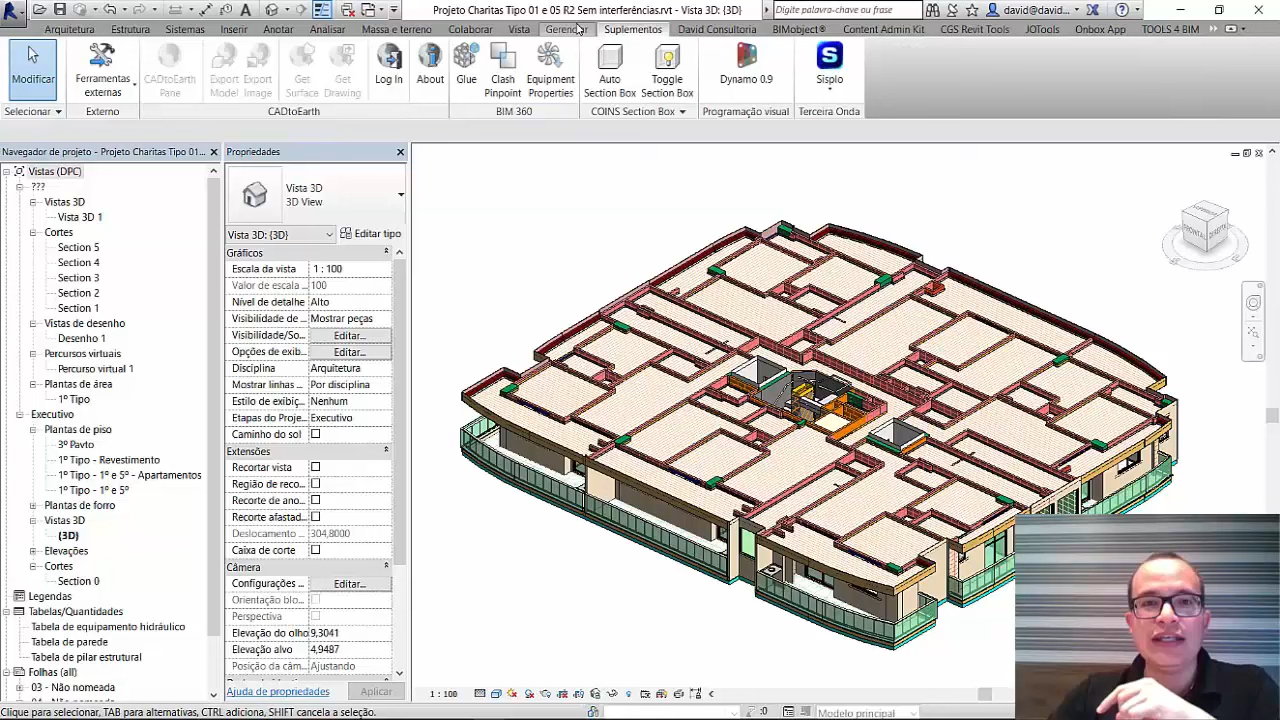 Projeto Charitas Tipo 01 e 05 R2 Sem interferências.rvt - Vista 3D: {3D}
Digite palavra-chave ou frase
david@david...
Arquitetura Estrutura Sistemas Inserir Anotar Analisar Massa e terreno Colaborar Vista Gerenciar Suplementos David Consultoria BIMobject® Content Admin Kit CGS Revit Tools JOTools Onbox App TOOLS 4 BIM
Modificar
Ferramentas externas
CADtoEarth Pane
Export Model
Export Image
Get Surface
Get Drawing
Log In
About
Glue
Clash Pinpoint
Equipment Properties
Auto Section Box
Toggle Section Box
Dynamo 0.9
Sisplo
Selecionar
Externo
CADtoEarth
BIM 360
COINS Section Box
Programação visual
Terceira Onda
Navegador de projeto - Projeto Charitas Tipo 01...
Vistas (DPC)
???
Vistas 3D
Vista 3D 1
Cortes
Section 5
Section 4
Section 3
Section 2
Section 1
Vistas de desenho
Desenho 1
Percursos virtuais
Percurso virtual 1
Plantas de área
1º Tipo
Executivo
Plantas de piso
3º Pavto
1º Tipo - Revestimento
1º Tipo - 1º e 5º - Apartamentos
1º Tipo - 1º e 5º
Plantas de forro
Vistas 3D
{3D}
Elevações
Cortes
Section 0
Legendas
Tabelas/Quantidades
Tabela de equipamento hidráulico
Tabela de parede
Tabela de pilar estrutural
Folhas (all)
03 - Não nomeada
Propriedades
Vista 3D
3D View
Vista 3D: {3D}
Editar tipo
Gráficos
Escala da vista 1 : 100
Valor de escala ... 100
Nível de detalhe Alto
Visibilidade de ... Mostrar peças
Visibilidade/So... Editar...
Opções de exib... Editar...
Disciplina Arquitetura
Mostrar linhas ... Por disciplina
Estilo de exibiç... Nenhum
Etapas do Proje... Executivo
Caminho do sol
Extensões
Recortar vista
Região de reco...
Recorte de ano...
Recorte afastad...
Deslocamento ... 304,8000
Caixa de corte
Câmera
Configurações ... Editar...
Orientação blo...
Perspectiva
Elevação do olho 9,3041
Elevação alvo 4,9487
Posição da câm... Ajustando
Ajuda de propriedades
Aplicar
FRONTAL
DIREITA
1 : 100
Clique para selecionar, TAB para alternativas, CTRL adiciona, SHIFT cancela a seleção.
:0
Modelo principal